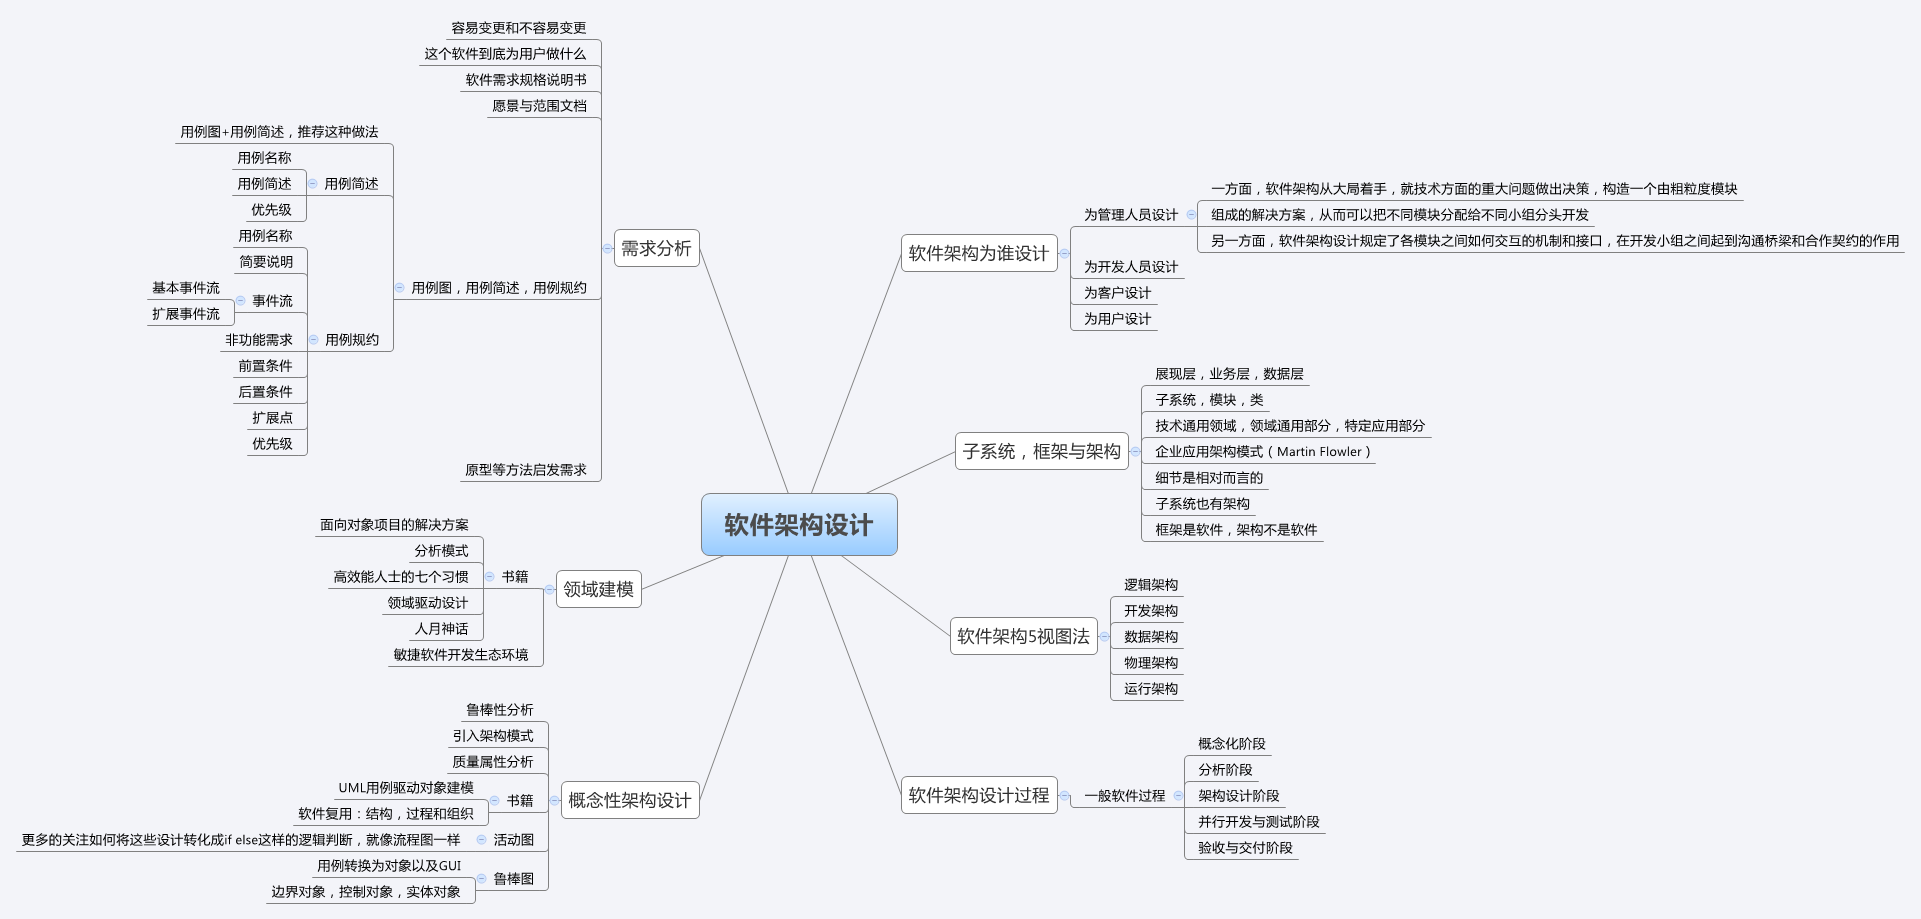 软件架构设计
软件架构为谁设计
为管理人员设计
一方面，软件架构从大局着手，就技术方面的重大问题做出决策，构造一个由粗粒度模块
组成的解决方案，从而可以把不同模块分配给不同小组分头开发
另一方面，软件架构设计规定了各模块之间如何交互的机制和接口，在开发小组之间起到沟通桥梁和合作契约的作用
为开发人员设计
为客户设计
为用户设计
子系统，框架与架构
展现层，业务层，数据层
子系统，模块，类
技术通用领域，领域通用部分，特定应用部分
企业应用架构模式（Martin Flowler）
细节是相对而言的
子系统也有架构
框架是软件，架构不是软件
软件架构5视图法
逻辑架构
开发架构
数据架构
物理架构
运行架构
软件架构设计过程
一般软件过程
概念化阶段
分析阶段
架构设计阶段
并行开发与测试阶段
验收与交付阶段
需求分析
容易变更和不容易变更
这个软件到底为用户做什么
软件需求规格说明书
愿景与范围文档
用例图，用例简述，用例规约
用例图+用例简述，推荐这种做法
用例简述
用例名称
用例简述
优先级
用例规约
用例名称
简要说明
事件流
基本事件流
扩展事件流
非功能需求
前置条件
后置条件
扩展点
优先级
原型等方法启发需求
领域建模
书籍
面向对象项目的解决方案
分析模式
高效能人士的七个习惯
领域驱动设计
人月神话
敏捷软件开发生态环境
概念性架构设计
鲁棒性分析
引入架构模式
质量属性分析
书籍
UML用例驱动对象建模
软件复用：结构，过程和组织
活动图
更多的关注如何将这些设计转化成if else这样的逻辑判断，就像流程图一样
鲁棒图
用例转换为对象以及GUI
边界对象，控制对象，实体对象